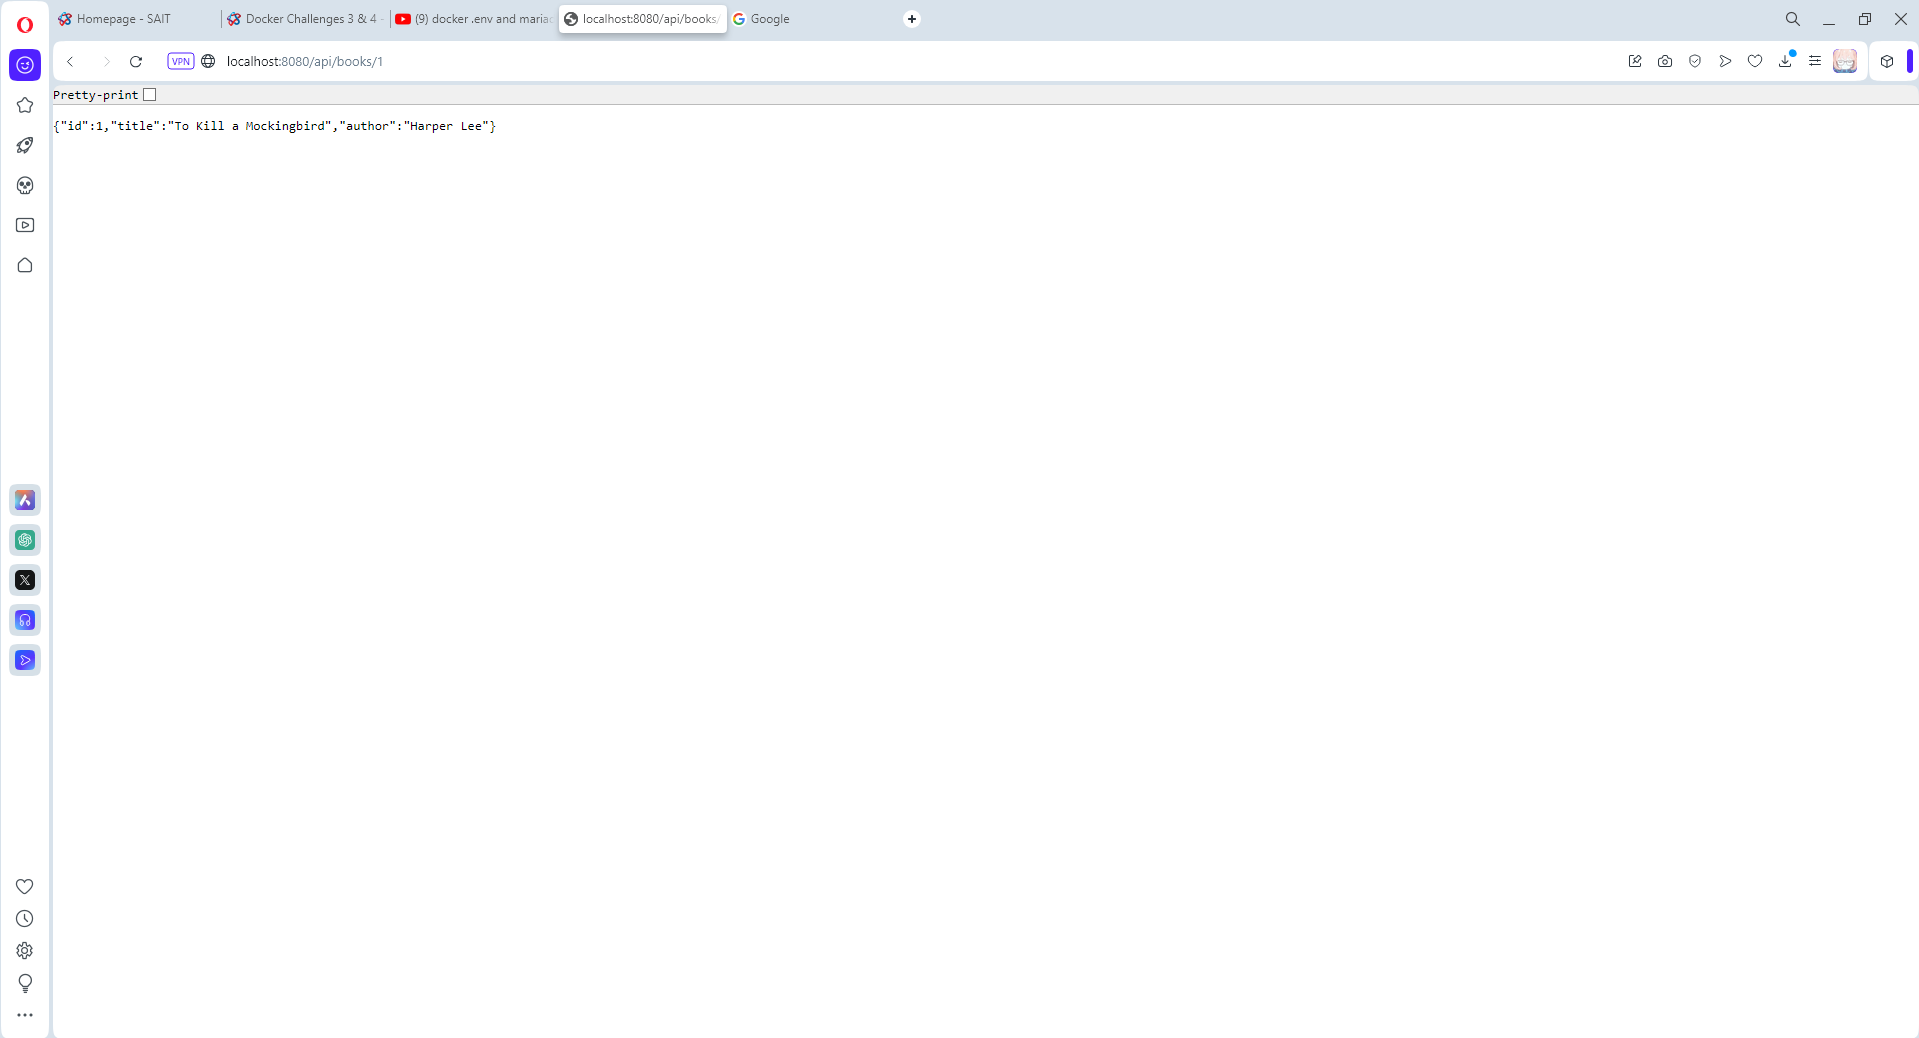 Homepage - SAIT
Docker Challenges 3 & 4 -
(9) docker .env and mariad
localhost:8080/api/books/
Google
VPN
localhost:8080/api/books/1
Pretty-print
{"id":1,"title":"To Kill a Mockingbird","author":"Harper Lee"}